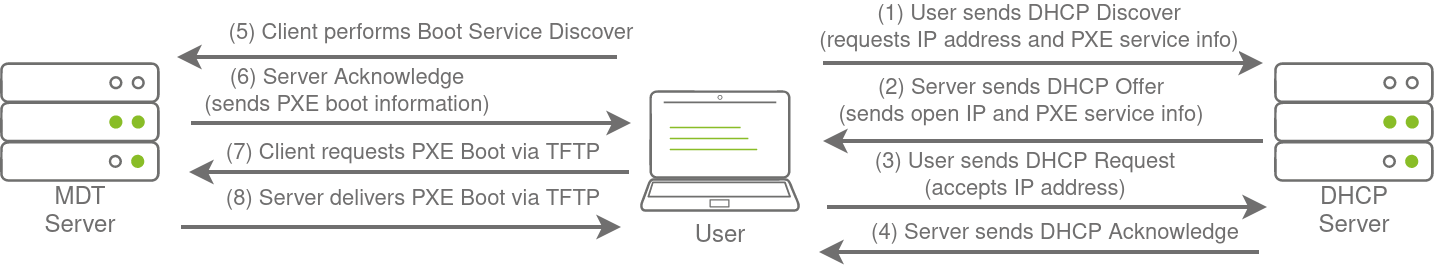 (1) User sends DHCP Discover
(requests IP address and PXE service info)
(2) Server sends DHCP Offer
(sends open IP and PXE service info)
(3) User sends DHCP Request
(accepts IP address)
(4) Server sends DHCP Acknowledge
(5) Client performs Boot Service Discover
(6) Server Acknowledge
(sends PXE boot information)
(7) Client requests PXE Boot via TFTP
(8) Server delivers PXE Boot via TFTP
MDT
Server
User
DHCP
Server